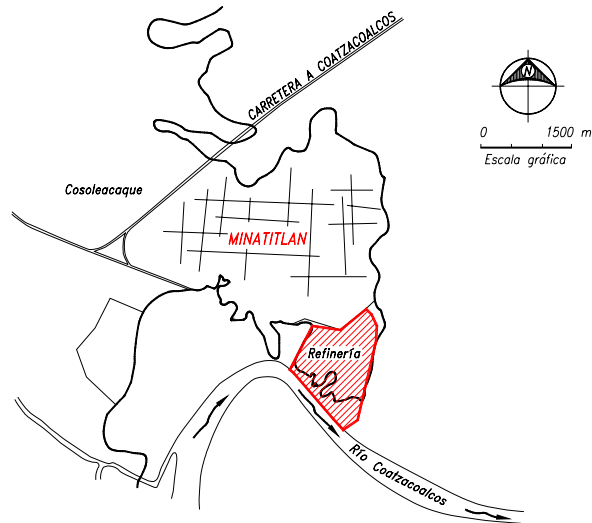 CARRETERA A COATZACOALCOS
N
0 1500 m
Escala gráfica
Cosoleacaque
MINATITLAN
Refinería
Río Coatzacoalcos